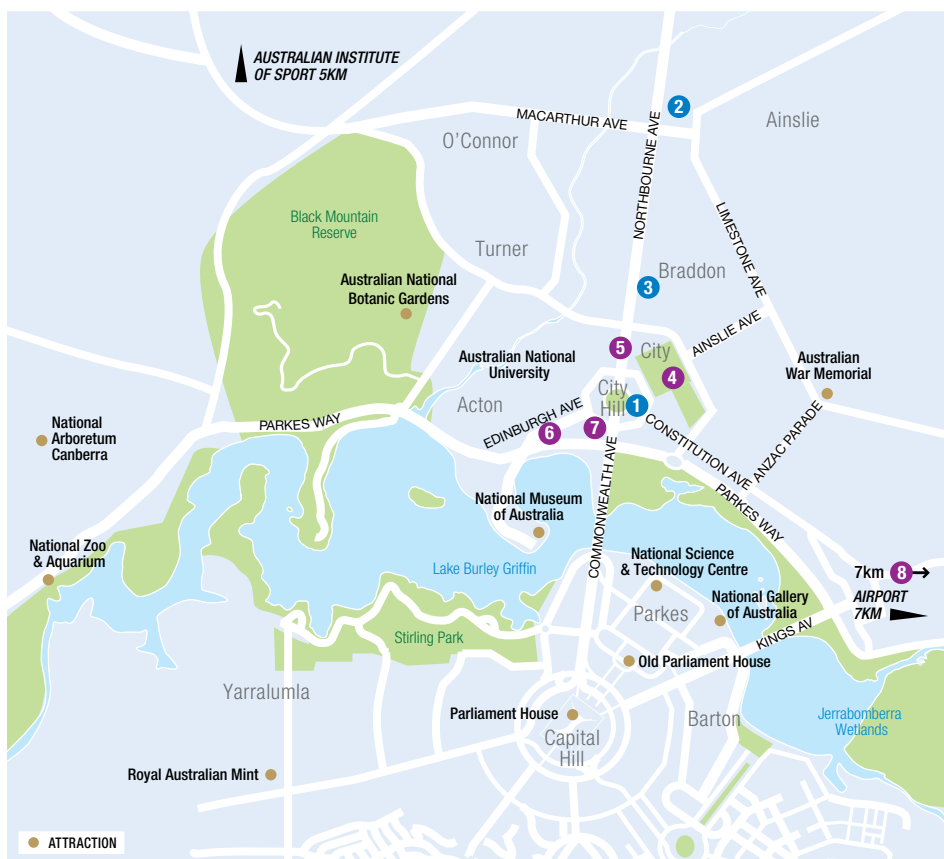 AUSTRALIAN INSTITUTE
OF SPORT 5KM
2
MACARTHUR AVE
Ainslie
O'Connor
NORTHBOURNE AVE
LIMESTONE AVE
Black Mountain
Reserve
Turner
Braddon
Australian National
Botanic Gardens
3
AINSLIE AVE
5
City
4
Australian National
University
Australian
War Memorial
City
Hill
1
Acton
EDINBURGH AVE
6
7
CONSTITUTION AVE
ANZAC PARADE
PARKES WAY
National
Arboretum
Canberra
COMMONWEALTH AVE
PARKES WAY
National Museum
of Australia
National Zoo
& Aquarium
Lake Burley Griffin
National Science
& Technology Centre
7km 8
AIRPORT
7KM
National Gallery
of Australia
Parkes
KINGS AV
Stirling Park
Old Parliament House
Yarralumla
Parliament House
Barton
Capital
Hill
Jerrabomberra
Wetlands
Royal Australian Mint
ATTRACTION